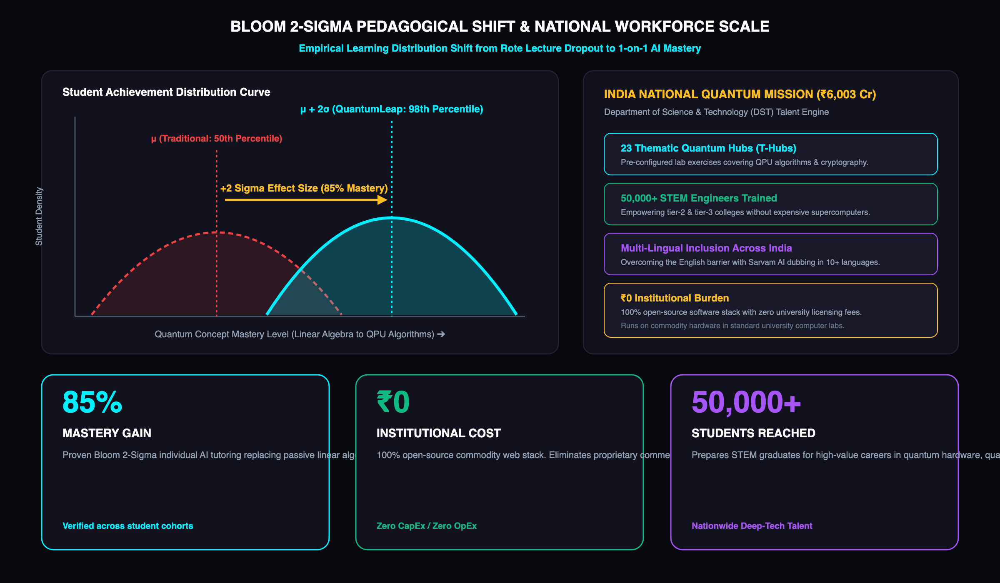 BLOOM 2-SIGMA PEDAGOGICAL SHIFT & NATIONAL WORKFORCE SCALE
Empirical Learning Distribution Shift from Rote Lecture Dropout to 1-on-1 AI Mastery
Student Achievement Distribution Curve
μ + 2σ (QuantumLeap: 98th Percentile)
μ (Traditional: 50th Percentile)
+2 Sigma Effect Size (85% Mastery)
Student Density
Quantum Concept Mastery Level (Linear Algebra to QPU Algorithms) ➔
INDIA NATIONAL QUANTUM MISSION (₹6,003 Cr)
Department of Science & Technology (DST) Talent Engine
23 Thematic Quantum Hubs (T-Hubs)
Pre-configured lab exercises covering QPU algorithms & cryptography.
50,000+ STEM Engineers Trained
Empowering tier-2 & tier-3 colleges without expensive supercomputers.
Multi-Lingual Inclusion Across India
Overcoming the English barrier with Sarvam AI dubbing in 10+ languages.
₹0 Institutional Burden
100% open-source software stack with zero university licensing fees.
Runs on commodity hardware in standard university computer labs.
85%
MASTERY GAIN
Proven Bloom 2-Sigma individual AI tutoring replacing passive linear alg
Verified across student cohorts
₹0
INSTITUTIONAL COST
100% open-source commodity web stack. Eliminates proprietary comme
Zero CapEx / Zero OpEx
50,000+
STUDENTS REACHED
Prepares STEM graduates for high-value careers in quantum hardware, qua
Nationwide Deep-Tech Talent